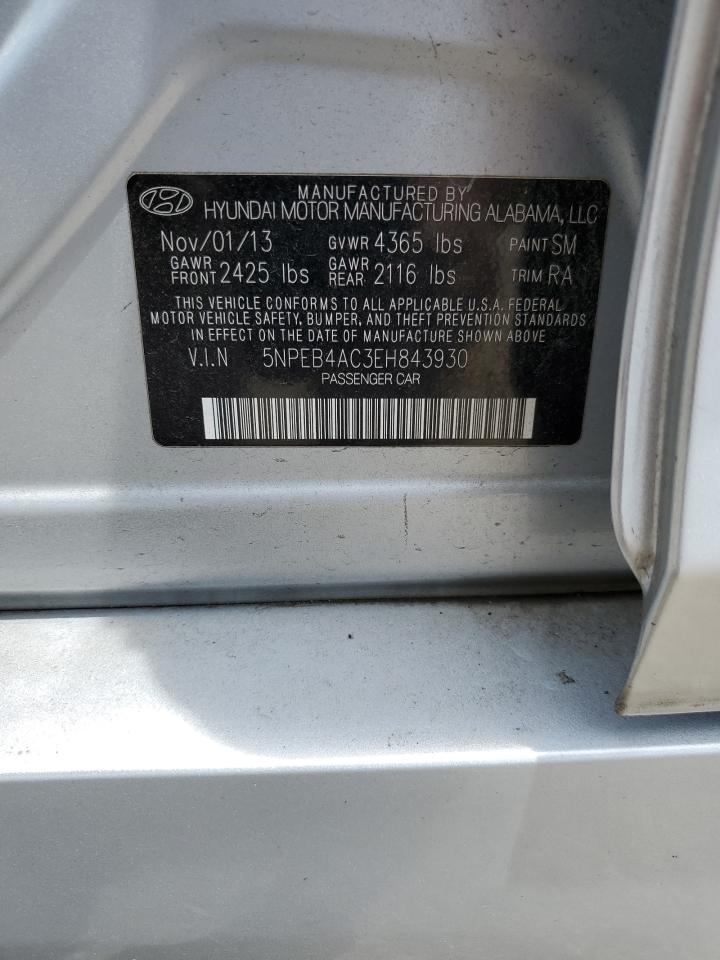 MANUFACTURED BY
HYUNDAI MOTOR MANUFACTURING ALABAMA, LLC
Nov/01/13 GVWR 4365 lbs PAINT SM
GAWR FRONT 2425 lbs GAWR REAR 2116 lbs TRIM RA
THIS VEHICLE CONFORMS TO ALL APPLICABLE U.S.A. FEDERAL
MOTOR VEHICLE SAFETY, BUMPER, AND THEFT PREVENTION STANDARDS
IN EFFECT ON THE DATE OF MANUFACTURE SHOWN ABOVE
V.I.N 5NPEB4AC3EH843930
PASSENGER CAR